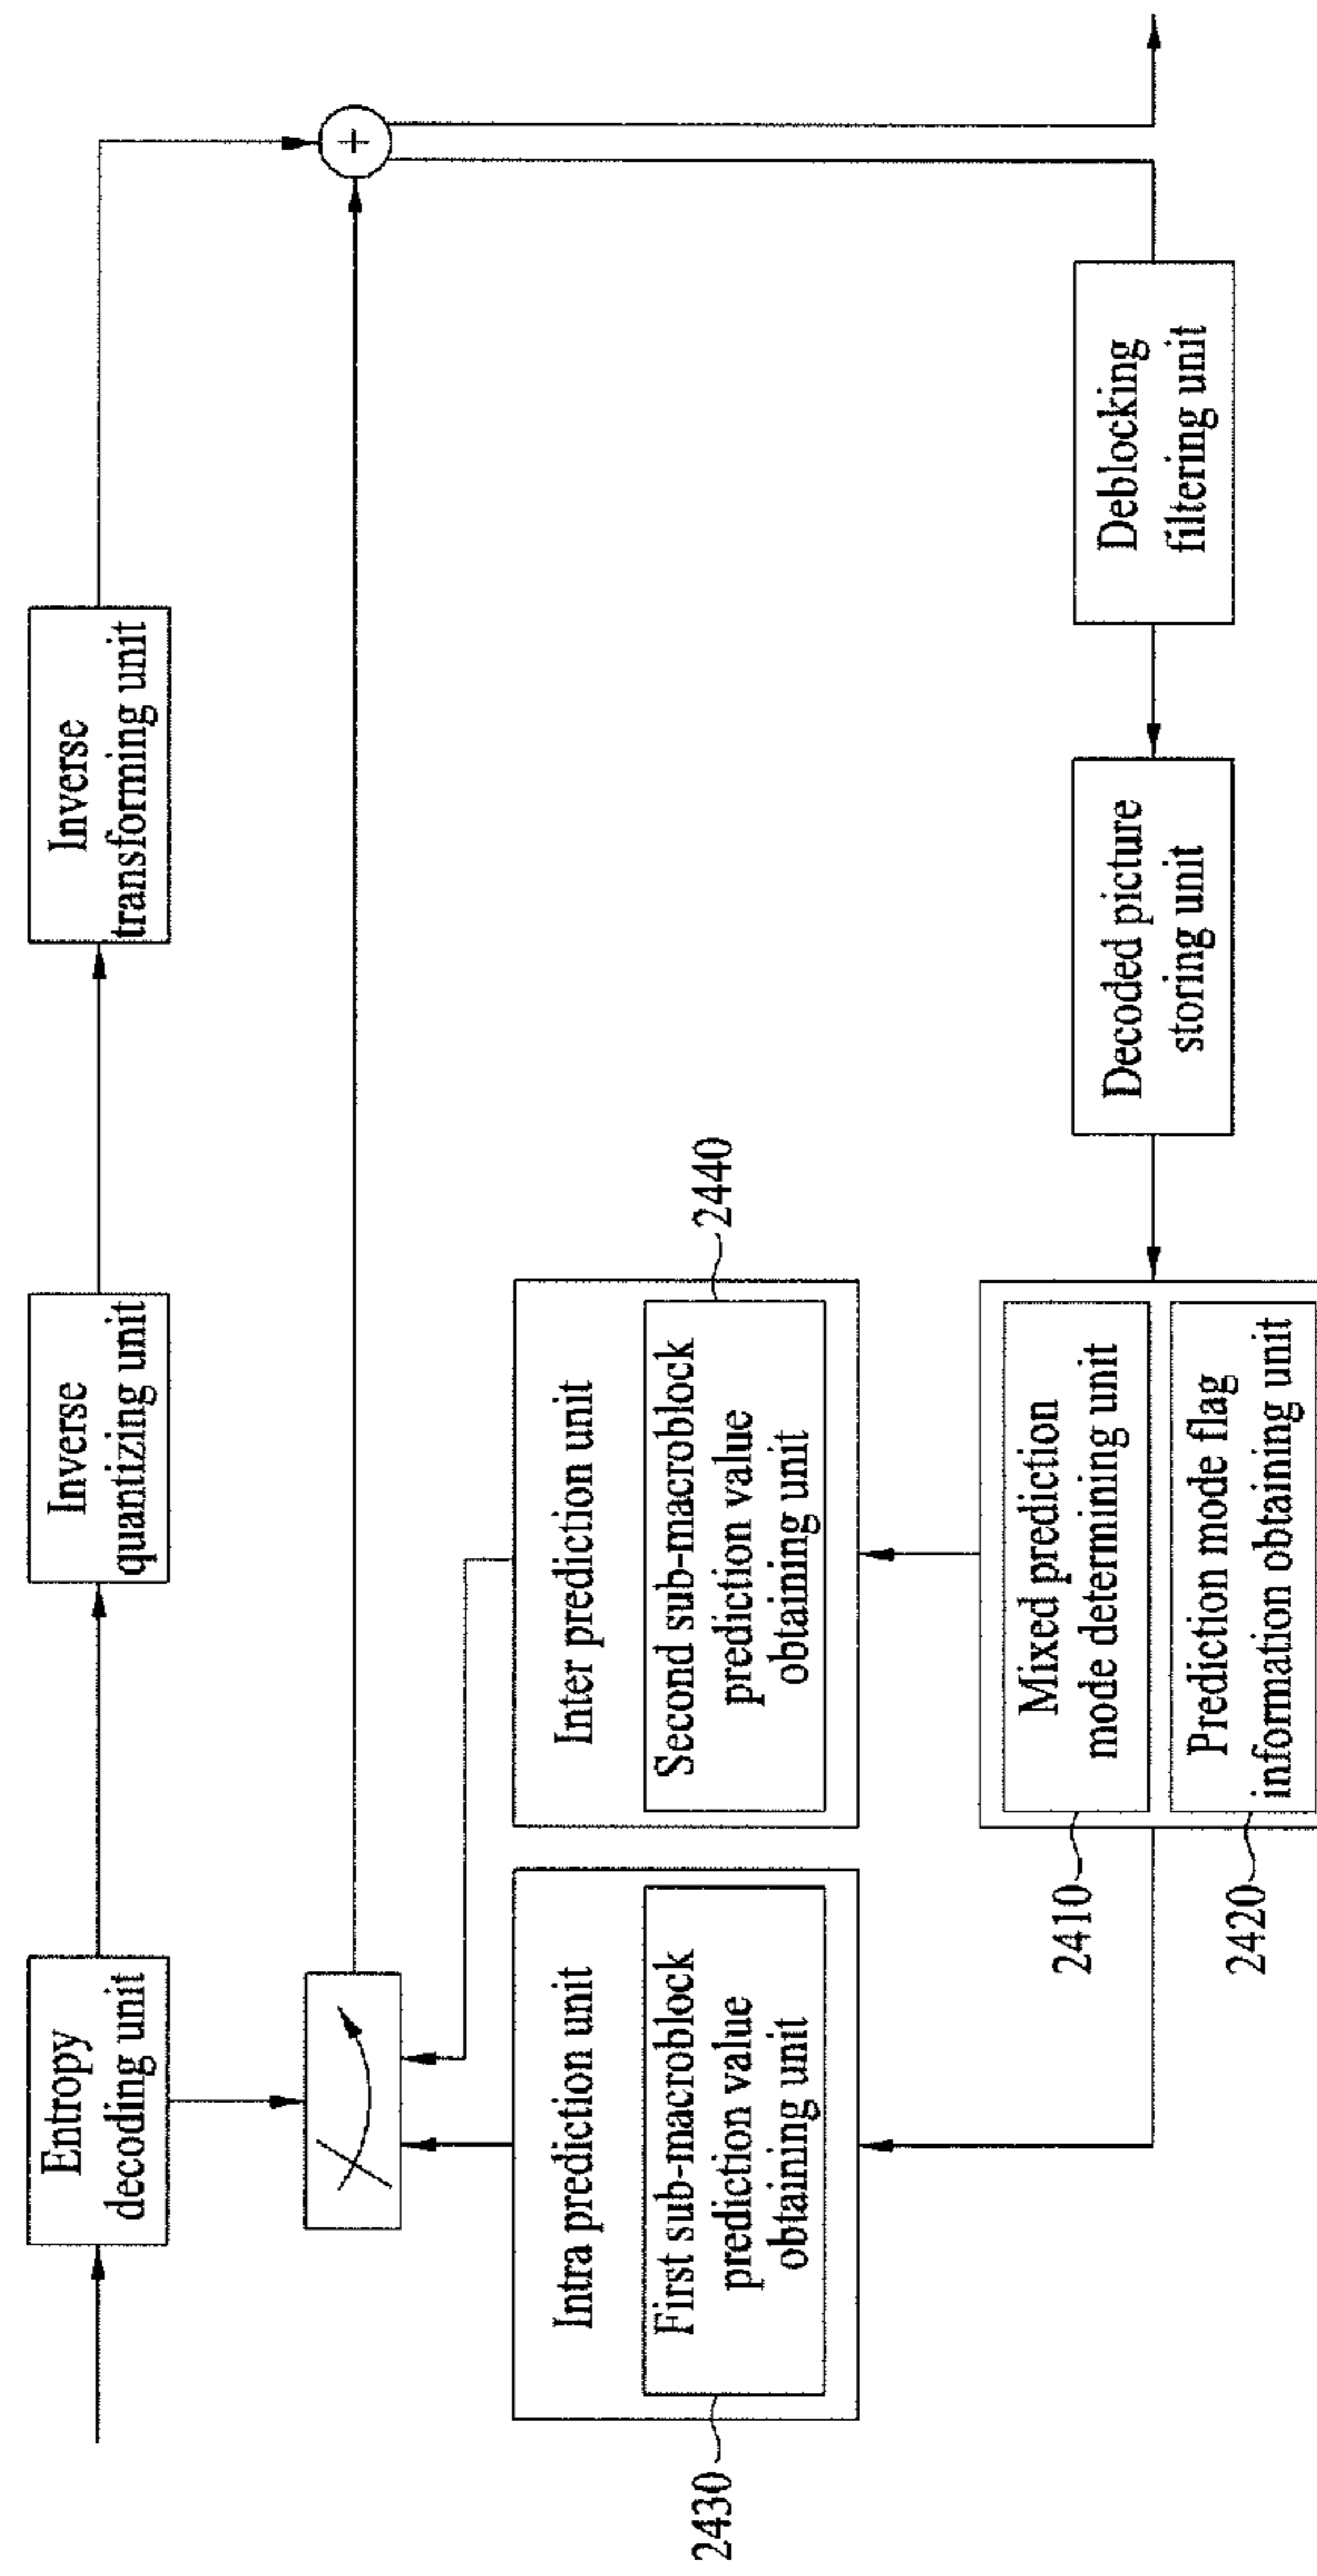 Entropy
decoding unit
Inverse
quantizing unit
Inverse
transforming unit
+
Intra prediction unit
First sub-macroblock
prediction value
obtaining unit
2430
Inter prediction unit
Second sub-macroblock
prediction value
obtaining unit
2440
Mixed prediction
mode determining unit
2410
Prediction mode flag
information obtaining unit
2420
Decoded picture
storing unit
Deblocking
filtering unit